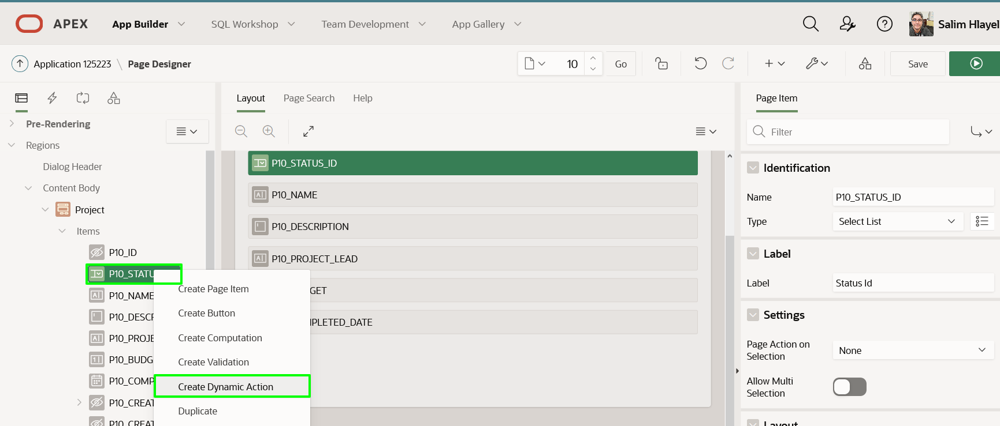 APEX App Builder SQL Workshop Team Development App Gallery Salim Hlayel
Application 125223 \ Page Designer 10 Go Save
Layout Page Search Help
Page Item
Pre-Rendering
Regions
Dialog Header
Content Body
Project
Items
P10_ID
P10_STATU
P10_NAME
P10_DESCR
P10_PROJE
P10_BUDG
P10_COMP
P10_CREAT
P10_CREAT
Create Page Item
Create Button
Create Computation
Create Validation
Create Dynamic Action
Duplicate
P10_STATUS_ID
P10_NAME
P10_DESCRIPTION
P10_PROJECT_LEAD
GET
MPLETED_DATE
Filter
Identification
Name P10_STATUS_ID
Type Select List
Label
Label Status Id
Settings
Page Action on
Selection
None
Allow Multi
Selection
Layout